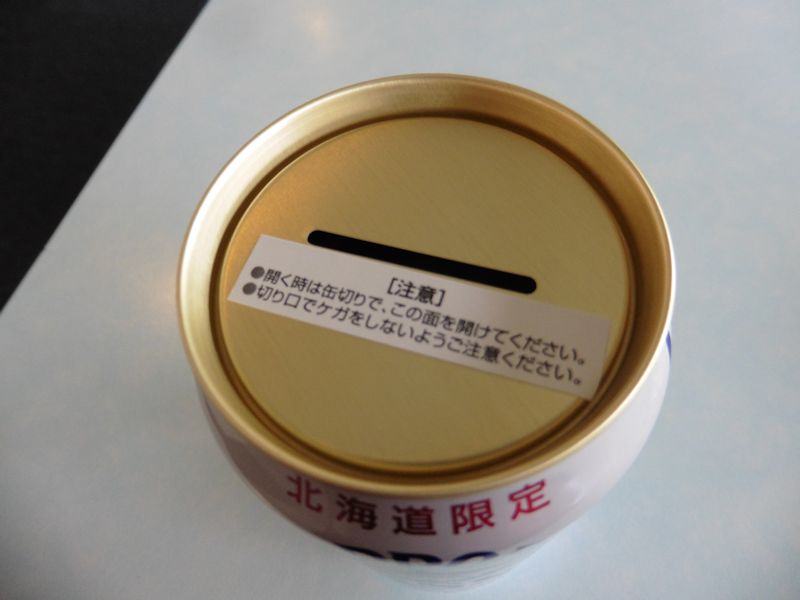 [注意]
●開く時は缶切りで、この面を開けてください。
●切り口でケガをしないようご注意ください。
北海道限定